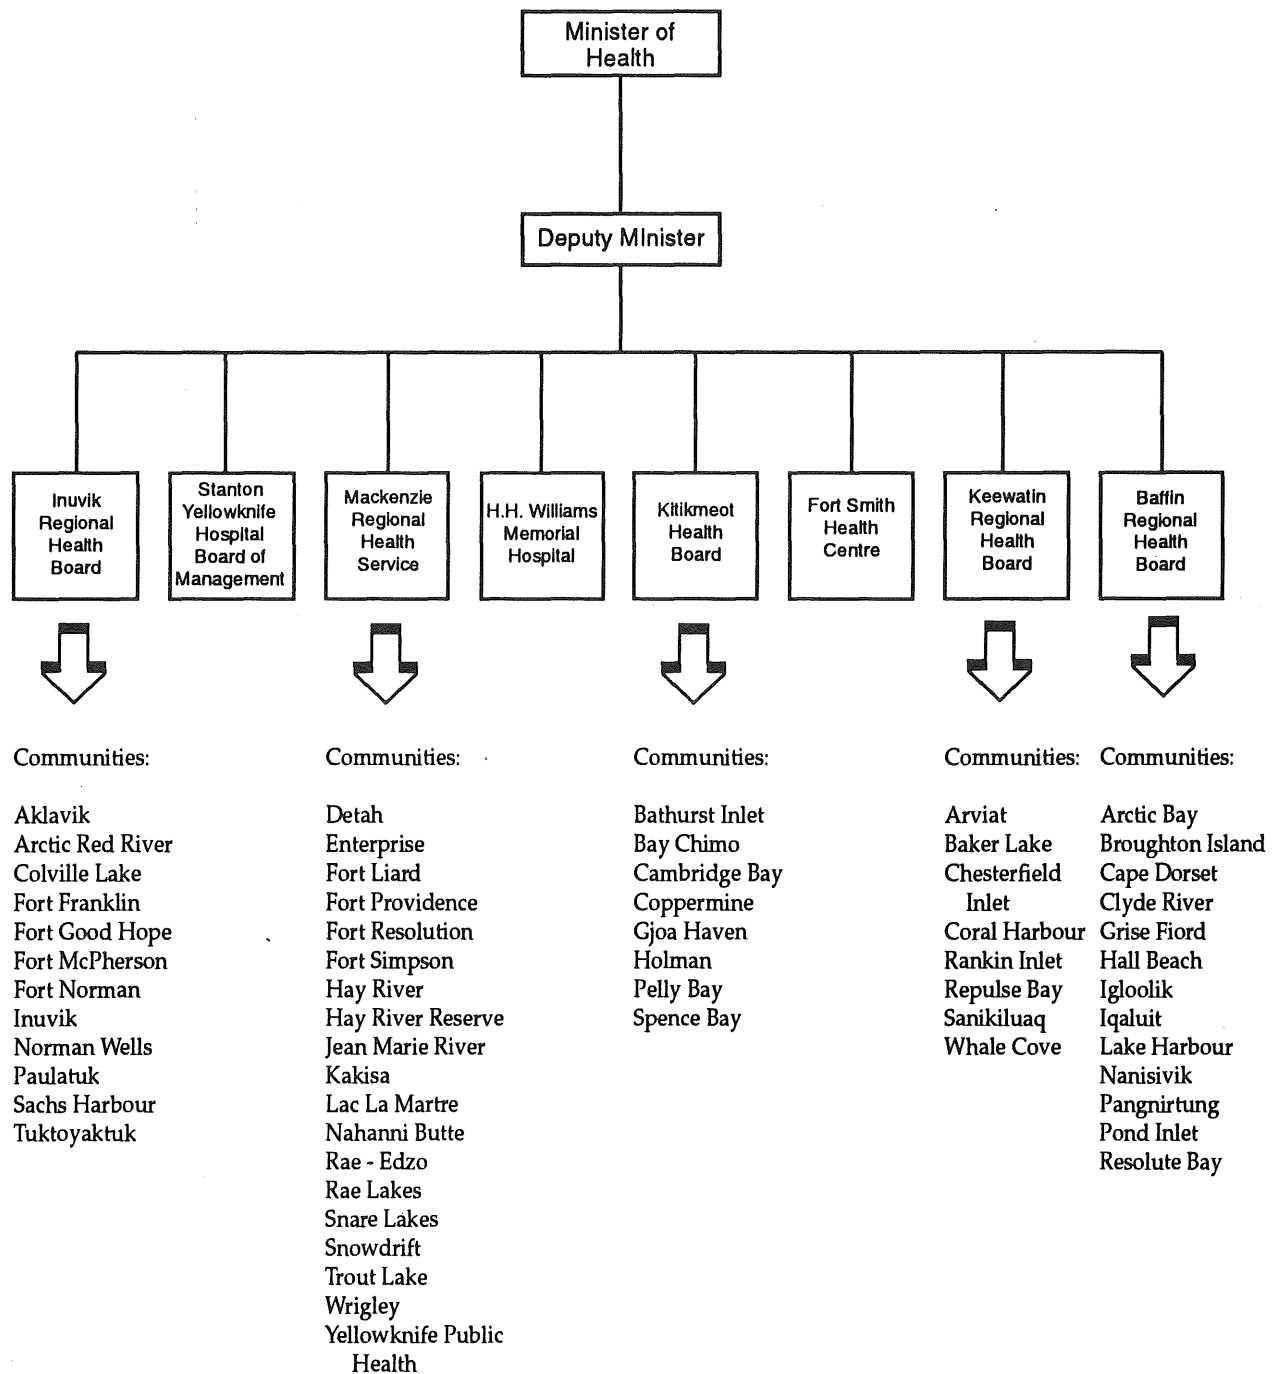 Minister of
Health
Deputy MInister
Inuvik
Regional
Health
Board
Stanton
Yellowknife
Hospital
Board of
Management
Mackenzie
Regional
Health
Service
H.H. Williams
Memorial
Hospital
Kitikmeot
Health
Board
Fort Smith
Health
Centre
Keewatin
Regional
Health
Board
Baffin
Regional
Health
Board
Communities:
Aklavik
Arctic Red River
Colville Lake
Fort Franklin
Fort Good Hope
Fort McPherson
Fort Norman
Inuvik
Norman Wells
Paulatuk
Sachs Harbour
Tuktoyaktuk
Communities:
Detah
Enterprise
Fort Liard
Fort Providence
Fort Resolution
Fort Simpson
Hay River
Hay River Reserve
Jean Marie River
Kakisa
Lac La Martre
Nahanni Butte
Rae - Edzo
Rae Lakes
Snare Lakes
Snowdrift
Trout Lake
Wrigley
Yellowknife Public
Health
Communities:
Bathurst Inlet
Bay Chimo
Cambridge Bay
Coppermine
Gjoa Haven
Holman
Pelly Bay
Spence Bay
Communities:
Arviat
Baker Lake
Chesterfield
Inlet
Coral Harbour
Rankin Inlet
Repulse Bay
Sanikiluaq
Whale Cove
Communities:
Arctic Bay
Broughton Island
Cape Dorset
Clyde River
Grise Fiord
Hall Beach
Igloolik
Iqaluit
Lake Harbour
Nanisivik
Pangnirtung
Pond Inlet
Resolute Bay